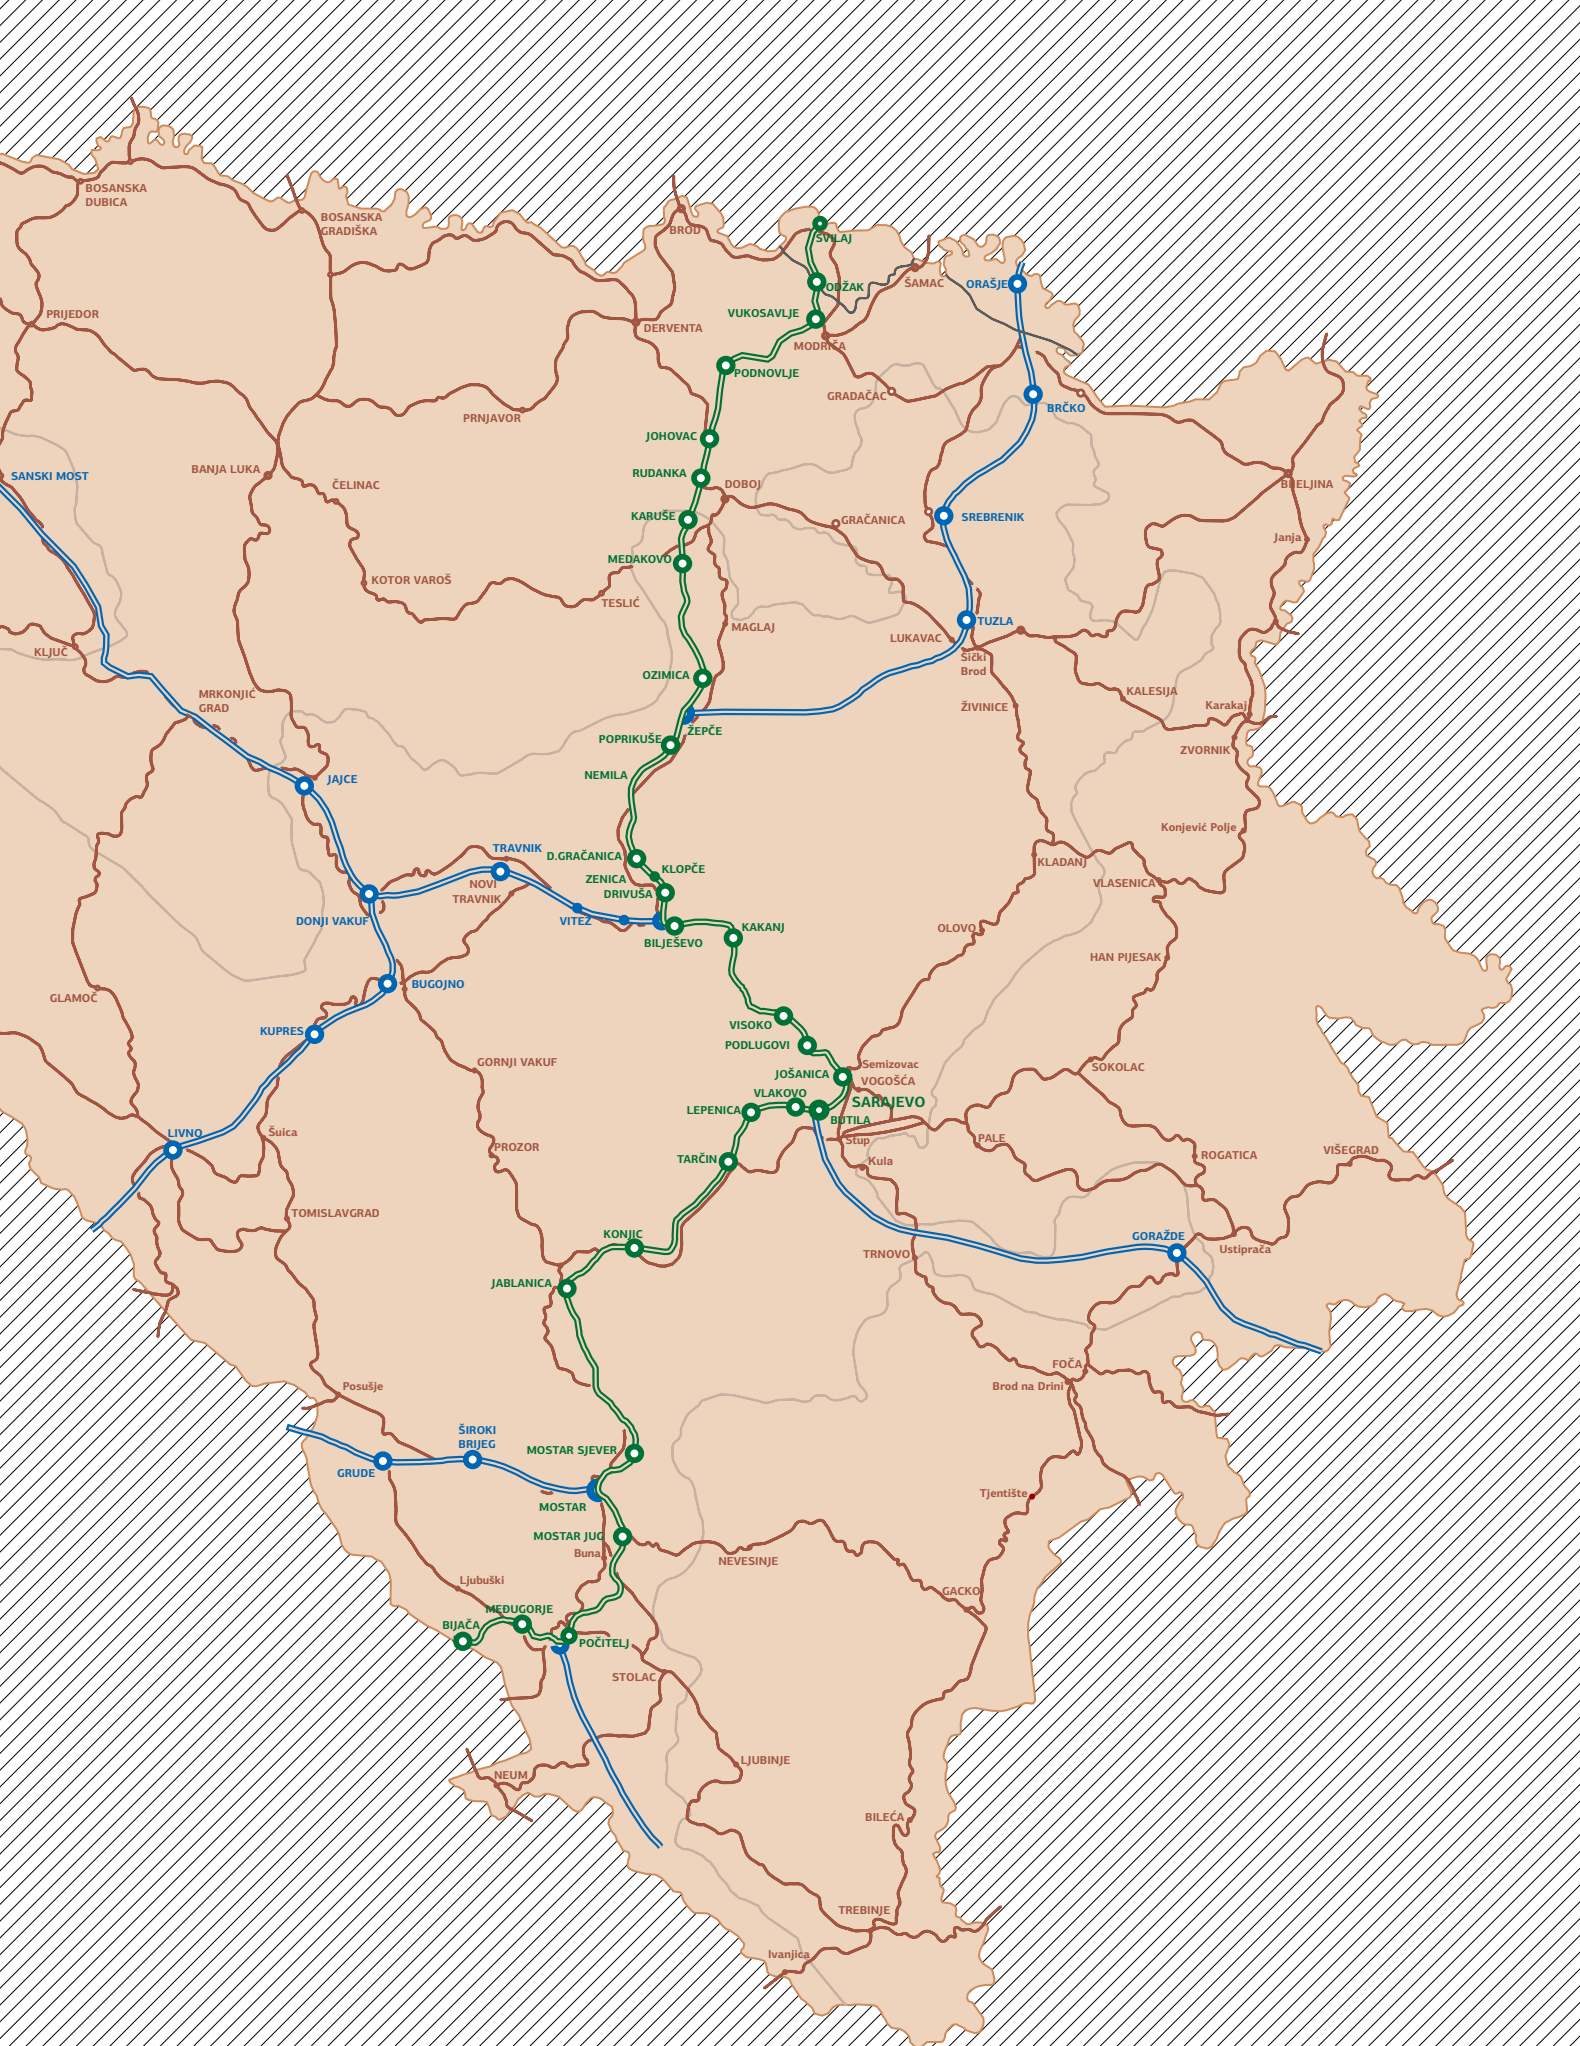 BOSANSKA
DUBICA
BOSANSKA
GRADIŠKA
BROD
SVILAJ
ODŽAK
ŠAMAC
ORAŠJE
PRIJEDOR
VUKOSAVLJE
DERVENTA
MODRIČA
PODNOVLJE
GRADAČAC
BRČKO
PRNJAVOR
JOHOVAC
BANJA LUKA
RUDANKA
SANSKI MOST
ČELINAC
DOBOJ
BIJELJINA
KARUŠE
GRAČANICA
SREBRENIK
Janja
MEDAKOVO
KOTOR VAROŠ
TESLIĆ
MAGLAJ
TUZLA
LUKAVAC
KLJUČ
Šički
Brod
OZIMICA
MRKONJIĆ
GRAD
KALESIJA
ŽIVINICE
Karakaj
ŽEPČE
POPRIKUŠE
ZVORNIK
NEMILA
JAJCE
Konjević Polje
TRAVNIK
D.GRAČANICA
KLADANJ
KLOPČE
ZENICA
NOVI
TRAVNIK
DRIVUŠA
VLASENICA
DONJI VAKUF
VITEZ
KAKANJ
OLOVO
BILJEŠEVO
HAN PIJESAK
BUGOJNO
GLAMOČ
VISOKO
KUPRES
PODLUGOVI
GORNJI VAKUF
Semizovac
SOKOLAC
JOŠANICA
VOGOŠĆA
VLAKOVO
SARAJEVO
LEPENICA
BUTILA
LIVNO
Šuica
Stup
PALE
PROZOR
VIŠEGRAD
ROGATICA
TARČIN
Kula
TOMISLAVGRAD
KONJIC
GORAŽDE
TRNOVO
Ustiprača
JABLANICA
FOČA
Posušje
Brod na Drini
ŠIROKI
BRIJEG
MOSTAR SJEVER
GRUDE
Tjentište
MOSTAR
MOSTAR JUG
Buna
NEVESINJE
Ljubuški
GACKO
MEĐUGORJE
BIJAČA
POČITELJ
STOLAC
LJUBINJE
NEUM
BILEĆA
TREBINJE
Ivanjica